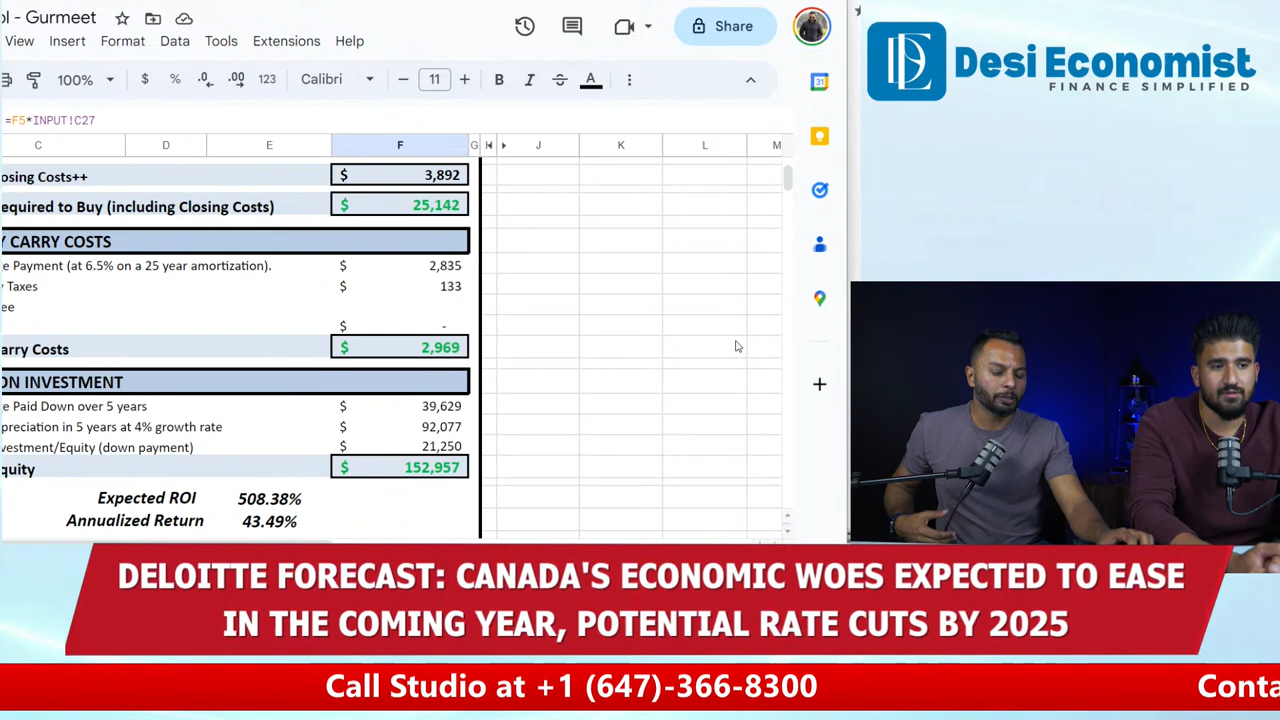 ol - Gurmeet
View Insert Format Data Tools Extensions Help
Share
100% $ % .0 .00 123 Calibri 11 B I A
=F5*INPUT!C27
31
C D E F G J K L M
osing Costs++ $ 3,892
equired to Buy (including Closing Costs) $ 25,142
Y CARRY COSTS
e Payment (at 6.5% on a 25 year amortization). $ 2,835
y Taxes $ 133
ee
$ -
arry Costs $ 2,969
ON INVESTMENT
e Paid Down over 5 years $ 39,629
preciation in 5 years at 4% growth rate $ 92,077
nvestment/Equity (down payment) $ 21,250
quity $ 152,957
Expected ROI 508.38%
Annualized Return 43.49%
DE
Desi Economist
FINANCE SIMPLIFIED
DELOITTE FORECAST: CANADA'S ECONOMIC WOES EXPECTED TO EASE
IN THE COMING YEAR, POTENTIAL RATE CUTS BY 2025
Call Studio at +1 (647)-366-8300
Conta